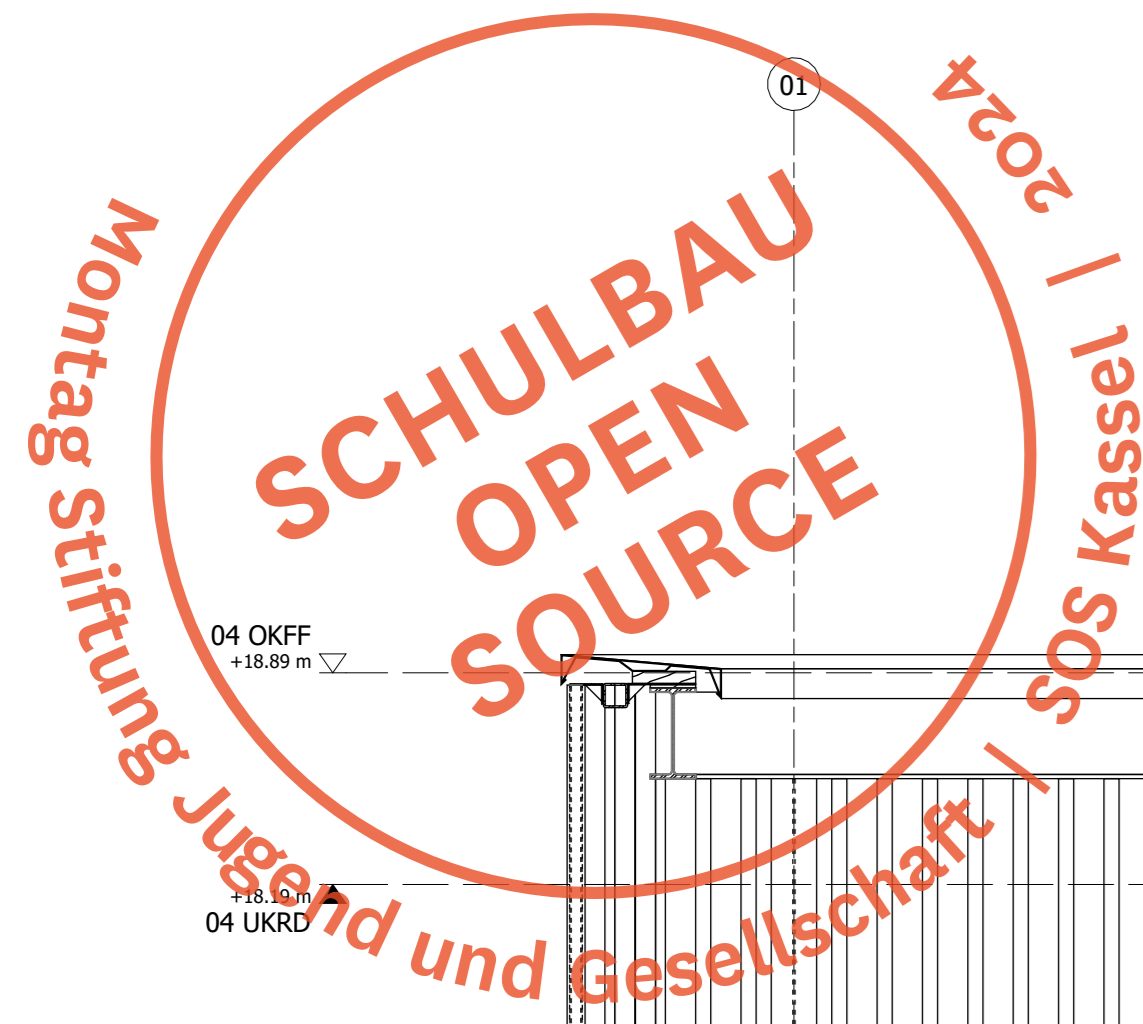 01
SCHULBAU
OPEN
SOURCE
Montag Stiftung Jugend und Gesellschaft | SOS Kassel | 2024
04 OKFF
+18.89 m
+18.19 m
04 UKRD